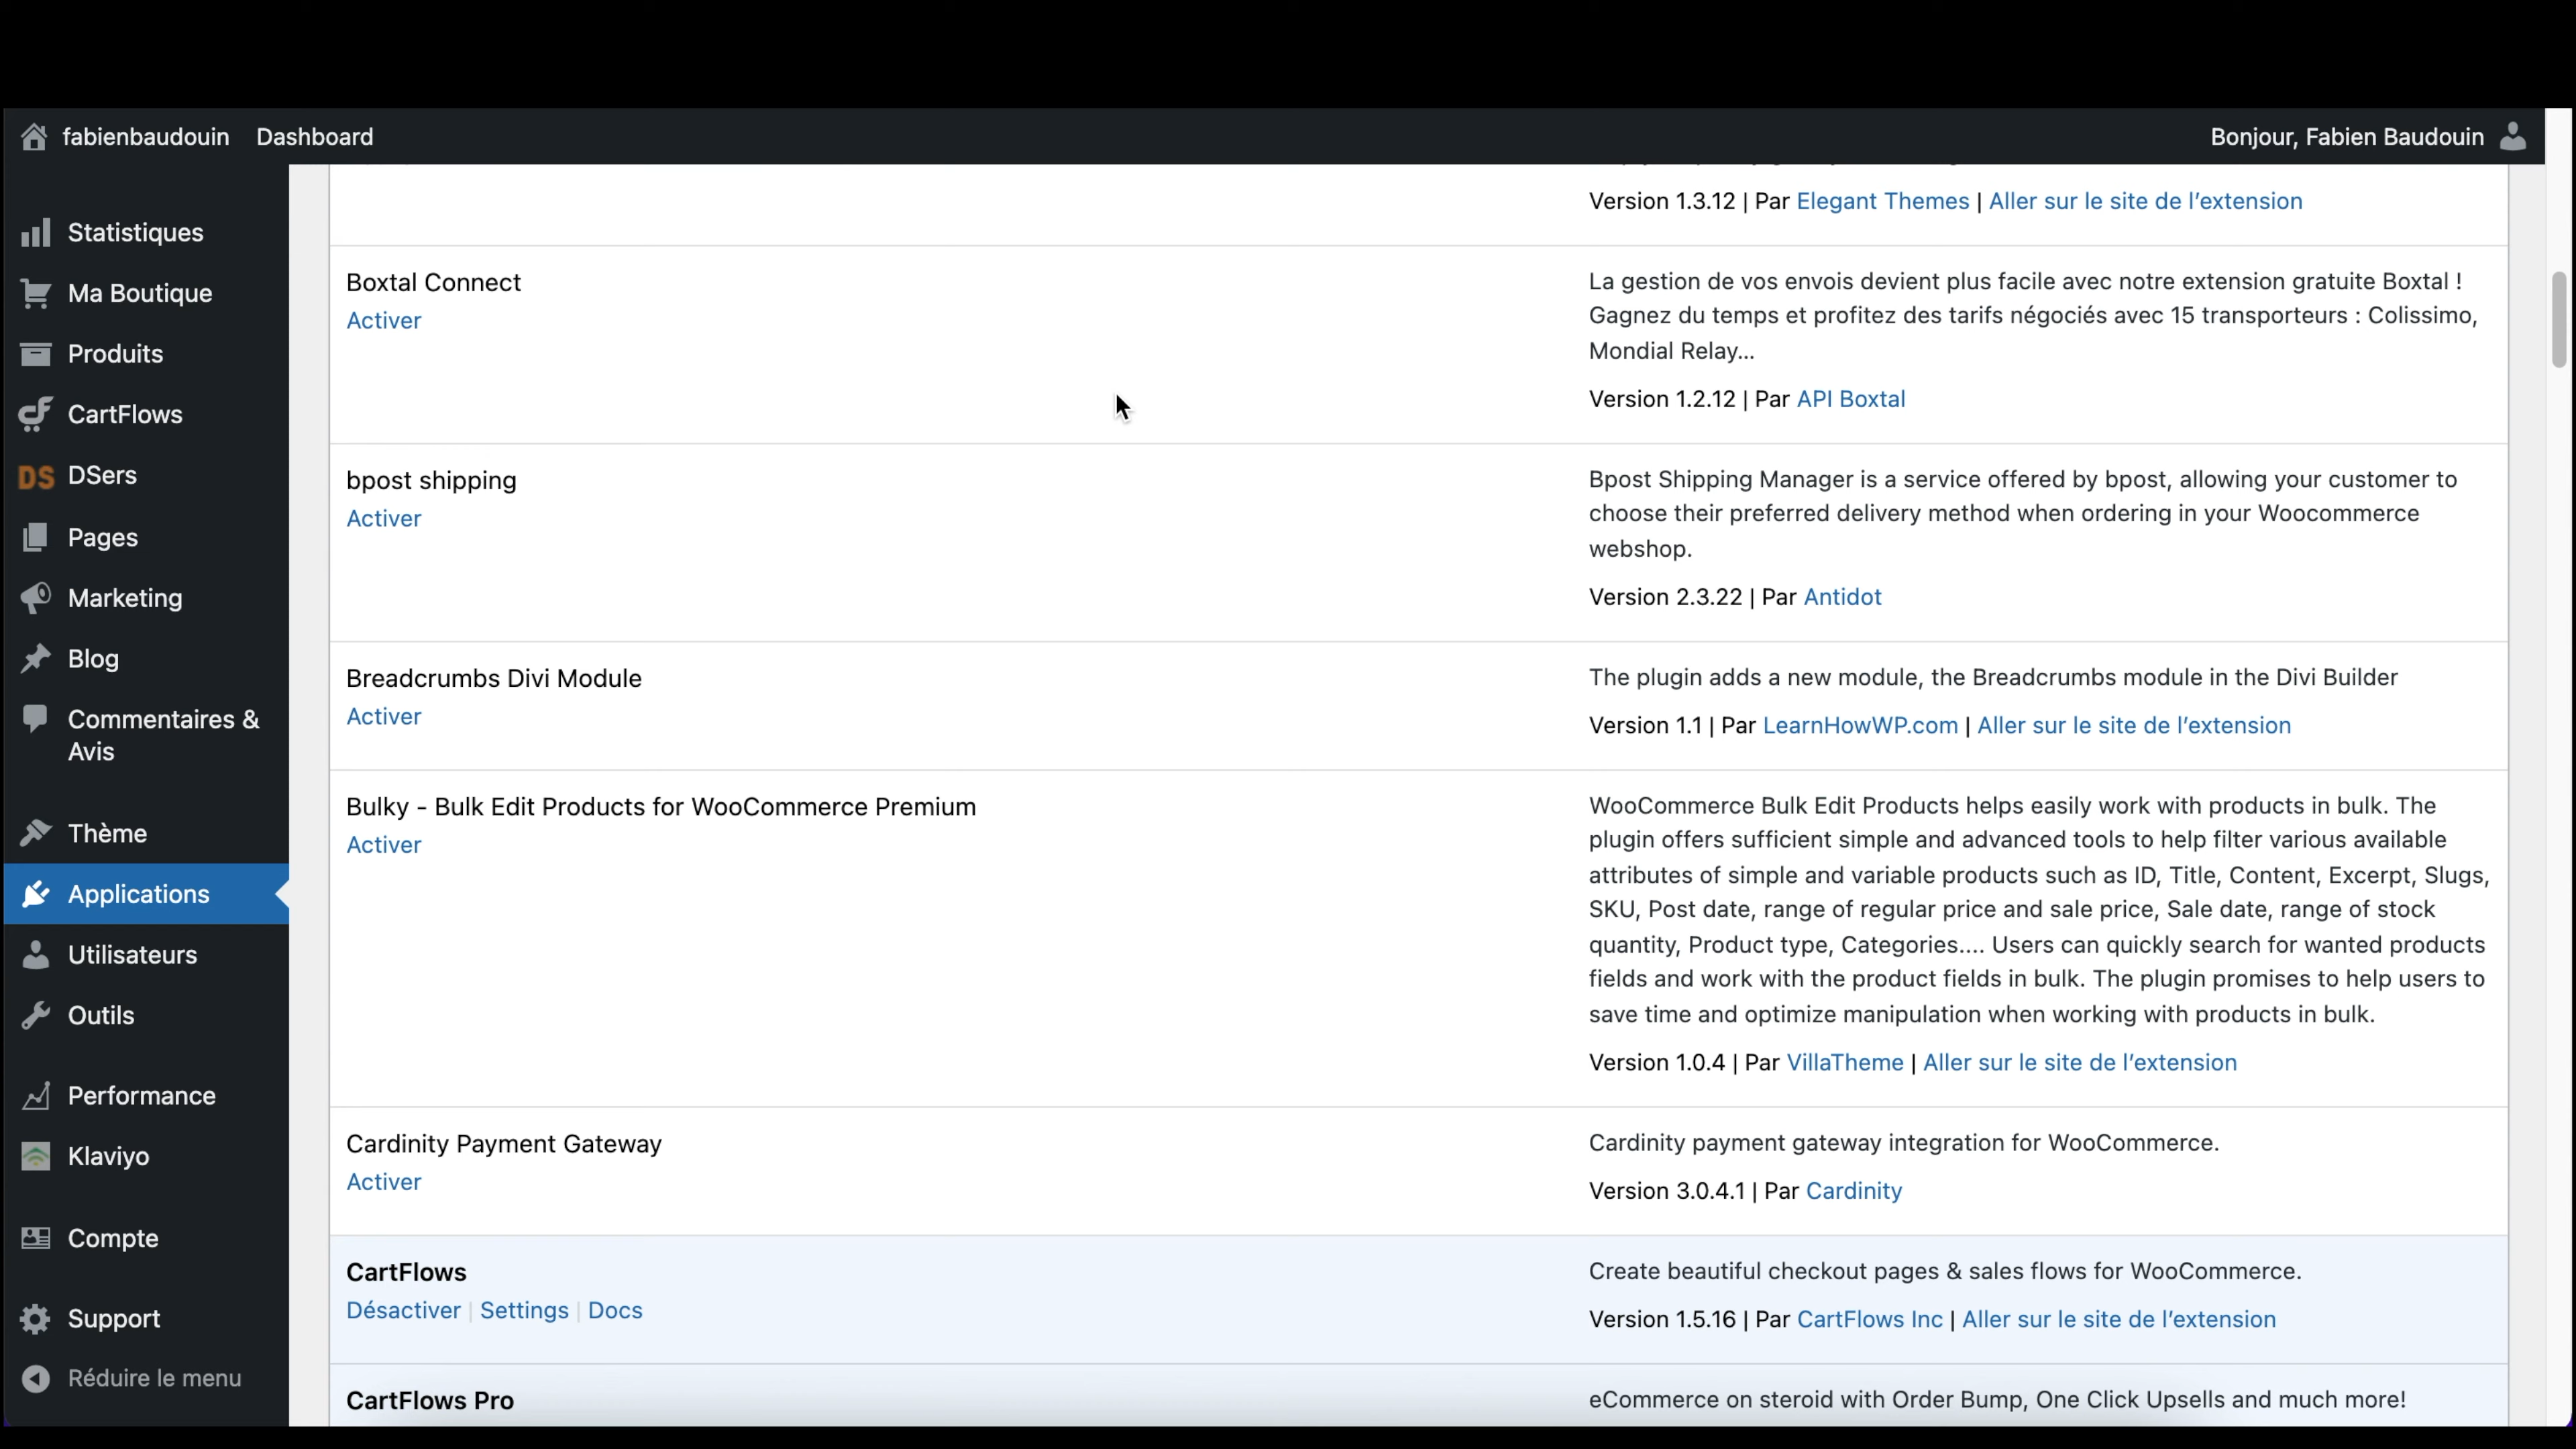 fabienbaudouin Dashboard Bonjour, Fabien Baudouin
Statistiques
Ma Boutique
Produits
CartFlows
DSers
Pages
Marketing
Blog
Commentaires &
Avis
Thème
Applications
Utilisateurs
Outils
Performance
Klaviyo
Compte
Support
Réduire le menu
Version 1.3.12 | Par Elegant Themes | Aller sur le site de l'extension
Boxtal Connect
Activer
La gestion de vos envois devient plus facile avec notre extension gratuite Boxtal !
Gagnez du temps et profitez des tarifs négociés avec 15 transporteurs : Colissimo,
Mondial Relay...
Version 1.2.12 | Par API Boxtal
bpost shipping
Activer
Bpost Shipping Manager is a service offered by bpost, allowing your customer to
choose their preferred delivery method when ordering in your Woocommerce
webshop.
Version 2.3.22 | Par Antidot
Breadcrumbs Divi Module
Activer
The plugin adds a new module, the Breadcrumbs module in the Divi Builder
Version 1.1 | Par LearnHowWP.com | Aller sur le site de l'extension
Bulky - Bulk Edit Products for WooCommerce Premium
Activer
WooCommerce Bulk Edit Products helps easily work with products in bulk. The
plugin offers sufficient simple and advanced tools to help filter various available
attributes of simple and variable products such as ID, Title, Content, Excerpt, Slugs,
SKU, Post date, range of regular price and sale price, Sale date, range of stock
quantity, Product type, Categories.... Users can quickly search for wanted products
fields and work with the product fields in bulk. The plugin promises to help users to
save time and optimize manipulation when working with products in bulk.
Version 1.0.4 | Par VillaTheme | Aller sur le site de l'extension
Cardinity Payment Gateway
Activer
Cardinity payment gateway integration for WooCommerce.
Version 3.0.4.1 | Par Cardinity
CartFlows
Désactiver | Settings | Docs
Create beautiful checkout pages & sales flows for WooCommerce.
Version 1.5.16 | Par CartFlows Inc | Aller sur le site de l'extension
CartFlows Pro
eCommerce on steroid with Order Bump, One Click Upsells and much more!